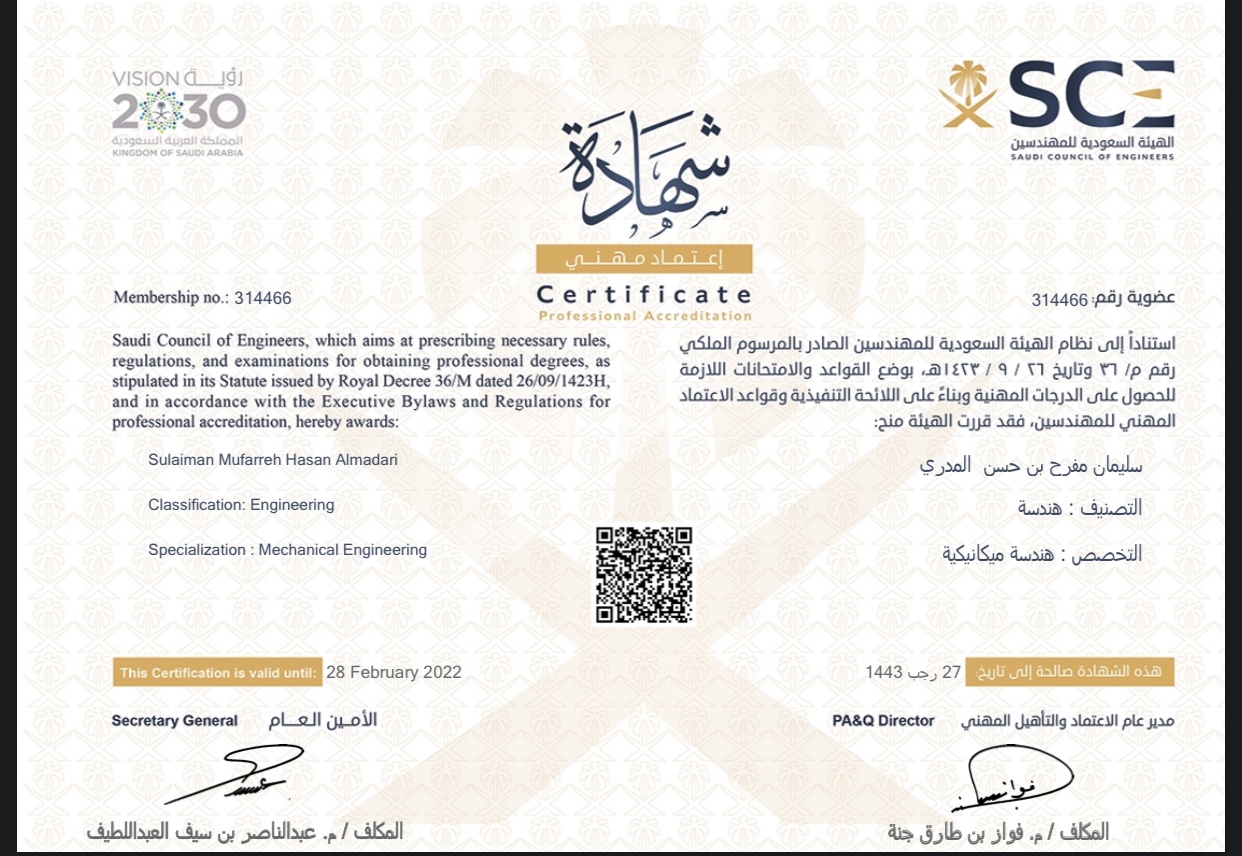 VISION رؤيـــة
2030
المملكة العربية السعودية
KINGDOM OF SAUDI ARABIA
SCE
الهيئة السعودية للمهندسين
SAUDI COUNCIL OF ENGINEERS
شهادة
إعـتـمـاد مـهـنـي
Certificate
Professional Accreditation
Membership no.: 314466
عضوية رقم: 314466
Saudi Council of Engineers, which aims at prescribing necessary rules,
regulations, and examinations for obtaining professional degrees, as
stipulated in its Statute issued by Royal Decree 36/M dated 26/09/1423H,
and in accordance with the Executive Bylaws and Regulations for
professional accreditation, hereby awards:
استناداً إلى نظام الهيئة السعودية للمهندسين الصادر بالمرسوم الملكي
رقم م/ ٣٦ وتاريخ ٢٦ / ٩ / ١٤٢٣هـ، بوضع القواعد والامتحانات اللازمة
للحصول على الدرجات المهنية وبناءً على اللائحة التنفيذية وقواعد الاعتماد
المهني للمهندسين، فقد قررت الهيئة منح:
Sulaiman Mufarreh Hasan Almadari
Classification: Engineering
Specialization : Mechanical Engineering
سليمان مفرح بن حسن المدري
التصنيف : هندسة
التخصص : هندسة ميكانيكية
This Certification is valid until: 28 February 2022
هذه الشهادة صالحة إلى تاريخ: 27 رجب 1443
Secretary General الأمـين الـعـــام
PA&Q Director مدير عام الاعتماد والتأهيل المهني
المكلف / م. عبدالناصر بن سيف العبداللطيف
المكلف / م. فواز بن طارق جنة